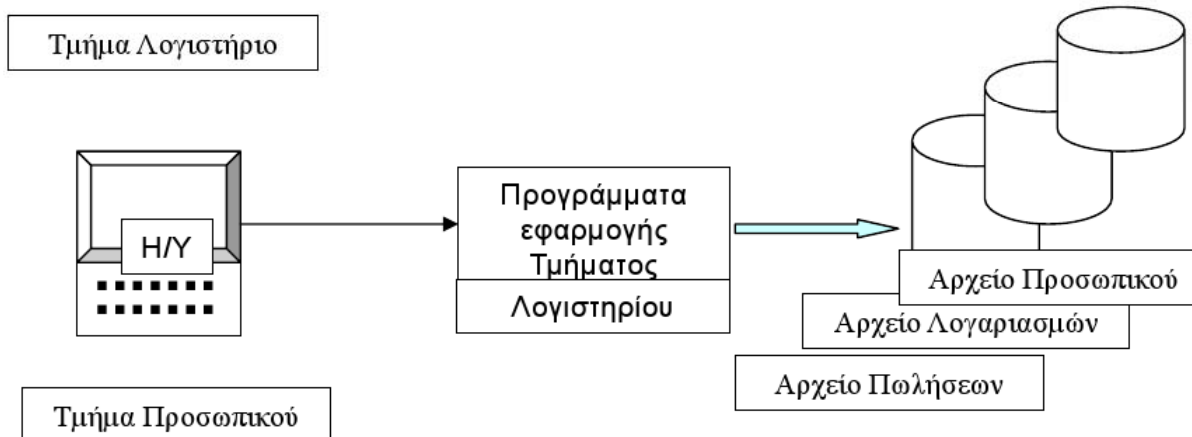 Τμήμα Λογιστήριο
Η/Υ
Προγράμματα
εφαρμογής
Τμήματος
Λογιστηρίου
Αρχείο Προσωπικού
Αρχείο Λογαριασμών
Αρχείο Πωλήσεων
Τμήμα Προσωπικού